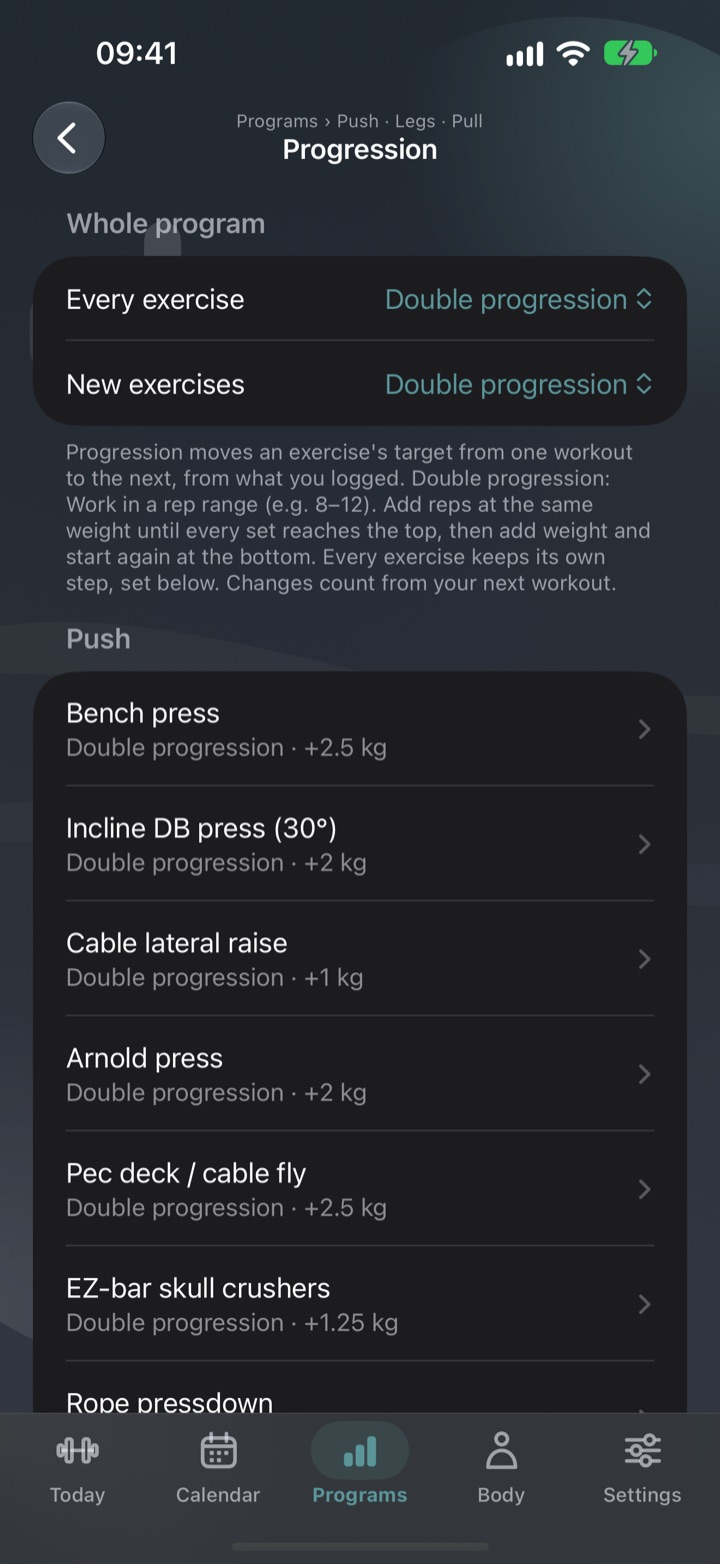 09:41
Programs › Push · Legs · Pull
Progression
Whole program
Every exercise Double progression
New exercises Double progression
Progression moves an exercise's target from one workout
to the next, from what you logged. Double progression:
Work in a rep range (e.g. 8–12). Add reps at the same
weight until every set reaches the top, then add weight and
start again at the bottom. Every exercise keeps its own
step, set below. Changes count from your next workout.
Push
Bench press
Double progression · +2.5 kg
Incline DB press (30°)
Double progression · +2 kg
Cable lateral raise
Double progression · +1 kg
Arnold press
Double progression · +2 kg
Pec deck / cable fly
Double progression · +2.5 kg
EZ-bar skull crushers
Double progression · +1.25 kg
Rope pressdown
Today Calendar Programs Body Settings